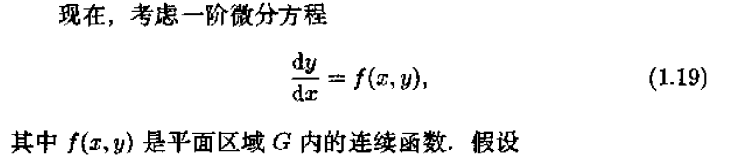 现在, 考虑一阶微分方程
dy/dx = f(x, y), (1.19)
其中 f(x, y) 是平面区域 G 内的连续函数. 假设